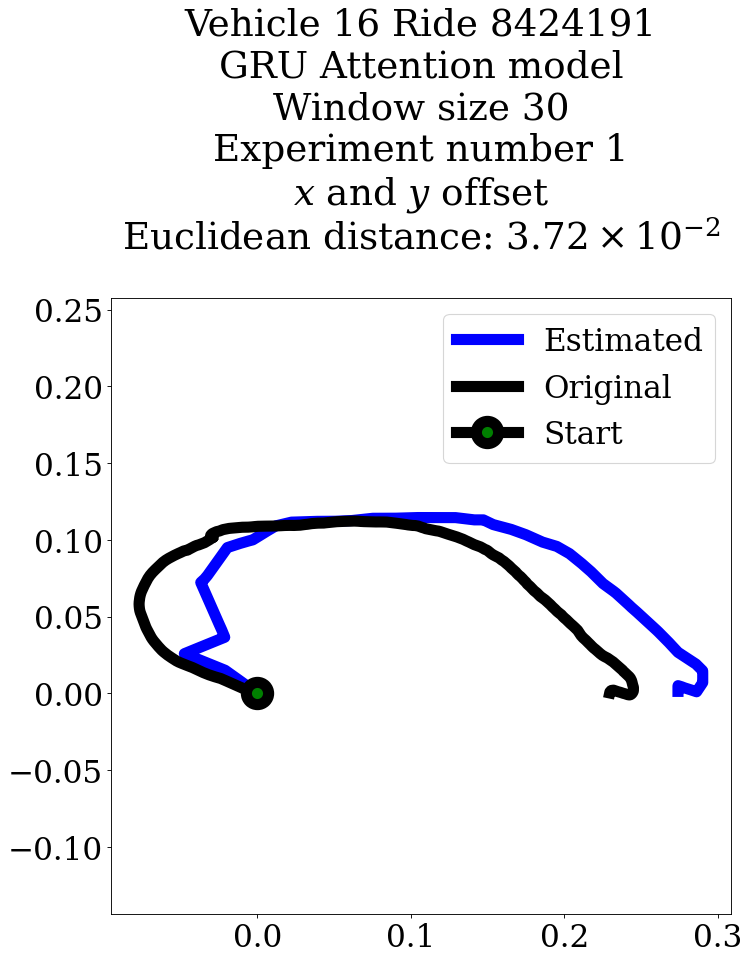 Vehicle 16 Ride 8424191
GRU Attention model
Window size 30
Experiment number 1
x and y offset
Euclidean distance: 3.72 × 10⁻²
Estimated
Original
Start
0.25
0.20
0.15
0.10
0.05
0.00
−0.05
−0.10
0.0 0.1 0.2 0.3